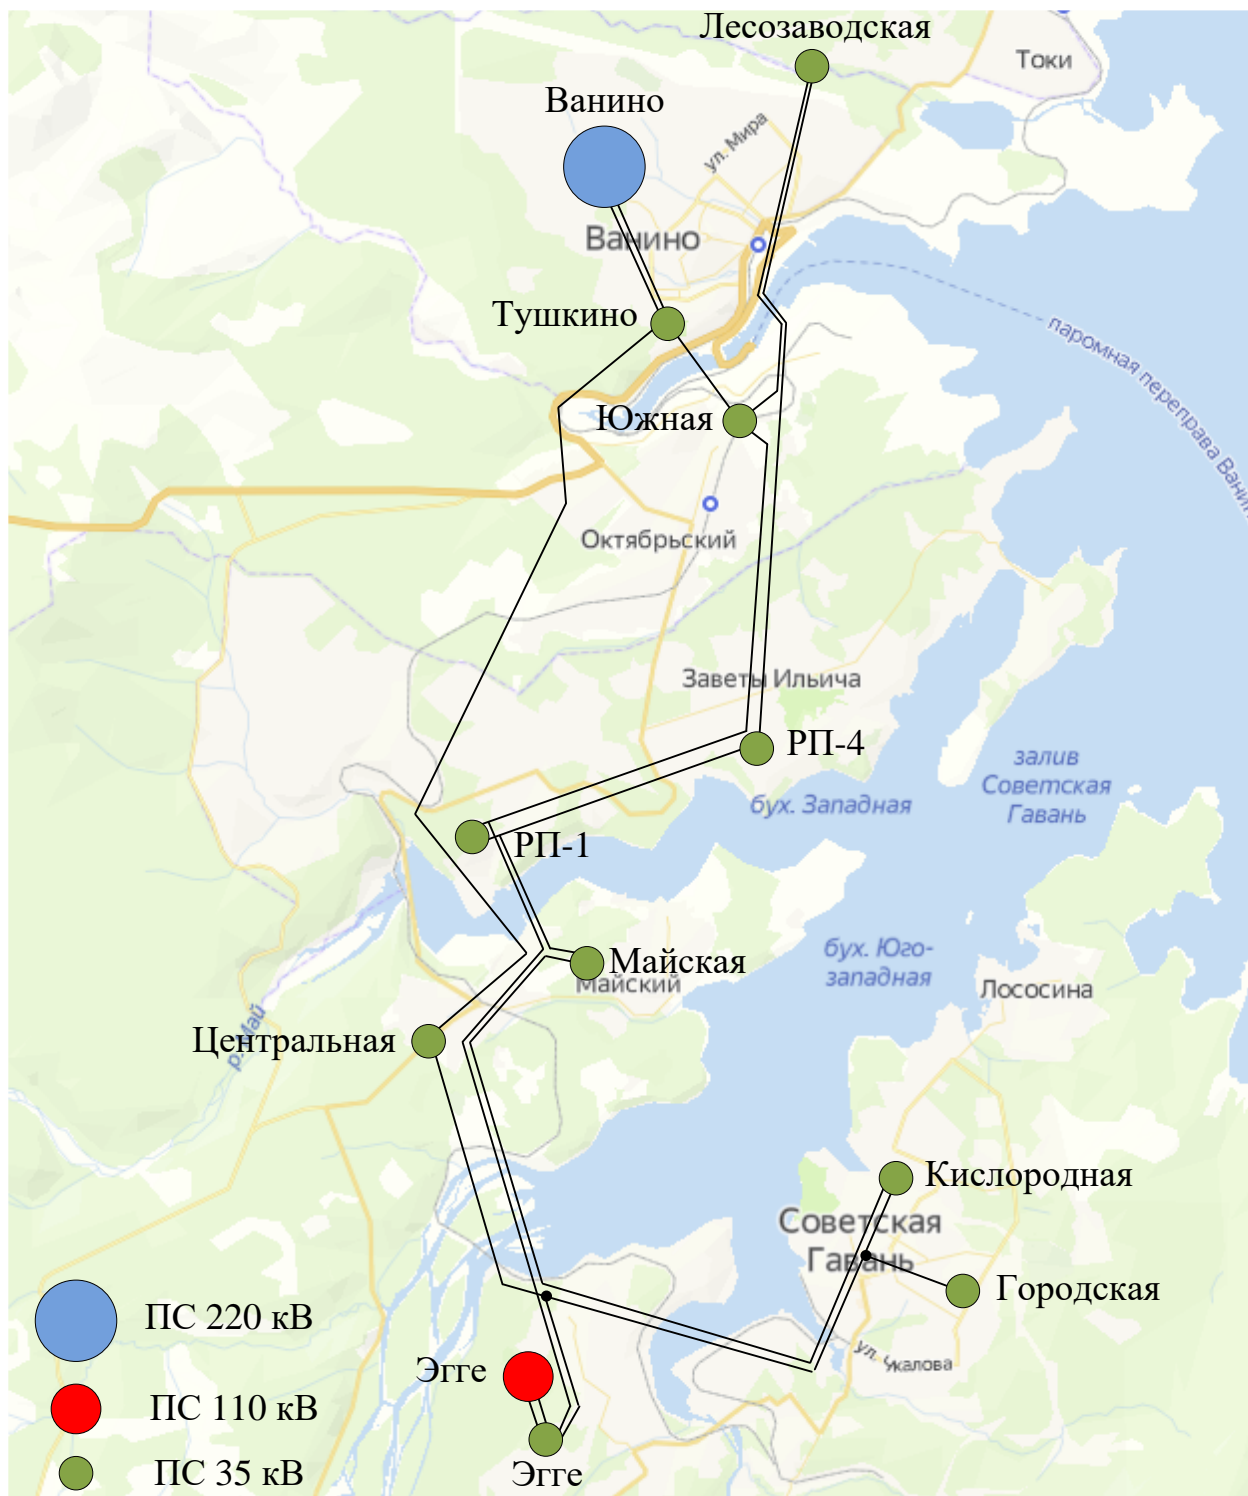 Лесозаводская
Токи
Ванино
ул. Мира
Ванино
Тушкино
паромная переправа Ванин
Южная
Октябрьский
Заветы Ильича
РП-4
залив
Советская
Гавань
бух. Западная
РП-1
бух. Юго-
западная
Майская
Майский
Лососина
р. Май
Центральная
Кислородная
Советская
Гавань
Городская
ПС 220 кВ
ул. Чкалова
Эгге
ПС 110 кВ
ПС 35 кВ
Эгге